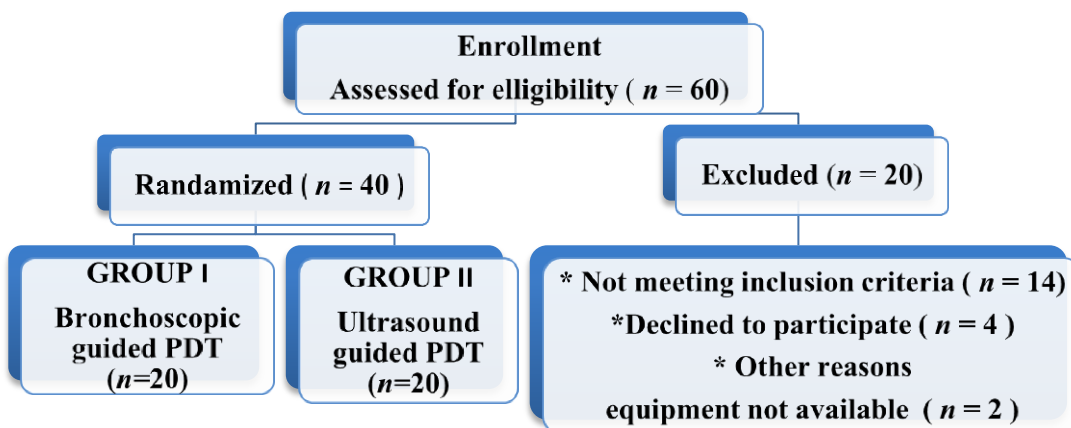 Enrollment
Assessed for elligibility ( n = 60)
Randamized ( n = 40 )
Excluded (n = 20)
GROUP I
Bronchoscopic
guided PDT
(n=20)
GROUP II
Ultrasound
guided PDT
(n=20)
* Not meeting inclusion criteria ( n = 14)
*Declined to participate ( n = 4 )
* Other reasons
equipment not available ( n = 2 )